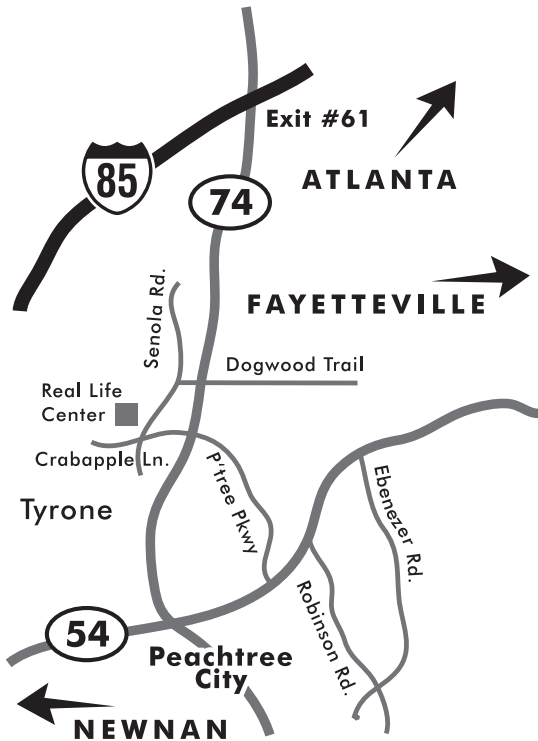 Exit #61
85
ATLANTA
74
FAYETTEVILLE
Senola Rd.
Dogwood Trail
Real Life
Center
Crabapple Ln.
P'tree Pkwy
Ebenezer Rd.
Tyrone
Robinson Rd.
54
Peachtree
City
NEWNAN